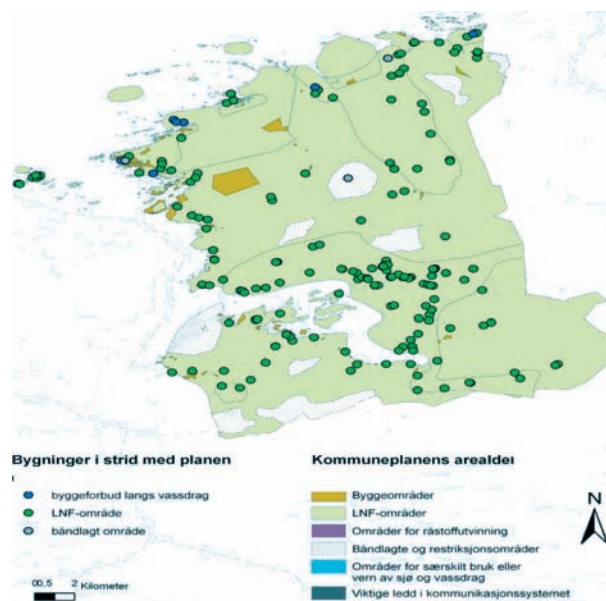 Bygninger i strid med planen
byggeforbud langs vassdrag
LNF-område
båndlagt område
00,5 2 Kilometer
Kommuneplanens arealdel
Byggeområder
LNF-områder
Områder for råstoffutvinning
Båndlagte og restriksjonsområder
Områder for særskilt bruk eller
vern av sjø og vassdrag
Viktige ledd i kommunikasjonssystemet
N